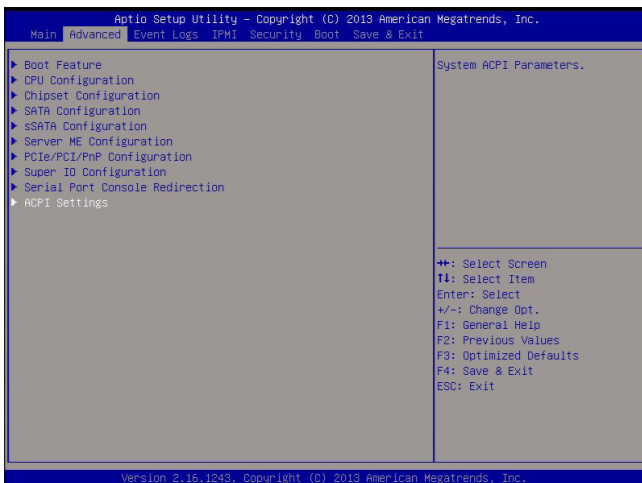 Aptio Setup Utility – Copyright (C) 2013 American Megatrends, Inc.
Main Advanced Event Logs IPMI Security Boot Save & Exit
▶ Boot Feature
▶ CPU Configuration
▶ Chipset Configuration
▶ SATA Configuration
▶ sSATA Configuration
▶ Server ME Configuration
▶ PCIe/PCI/PnP Configuration
▶ Super IO Configuration
▶ Serial Port Console Redirection
▶ ACPI Settings
System ACPI Parameters.
→←: Select Screen
↑↓: Select Item
Enter: Select
+/-: Change Opt.
F1: General Help
F2: Previous Values
F3: Optimized Defaults
F4: Save & Exit
ESC: Exit
Version 2.16.1243. Copyright (C) 2013 American Megatrends, Inc.